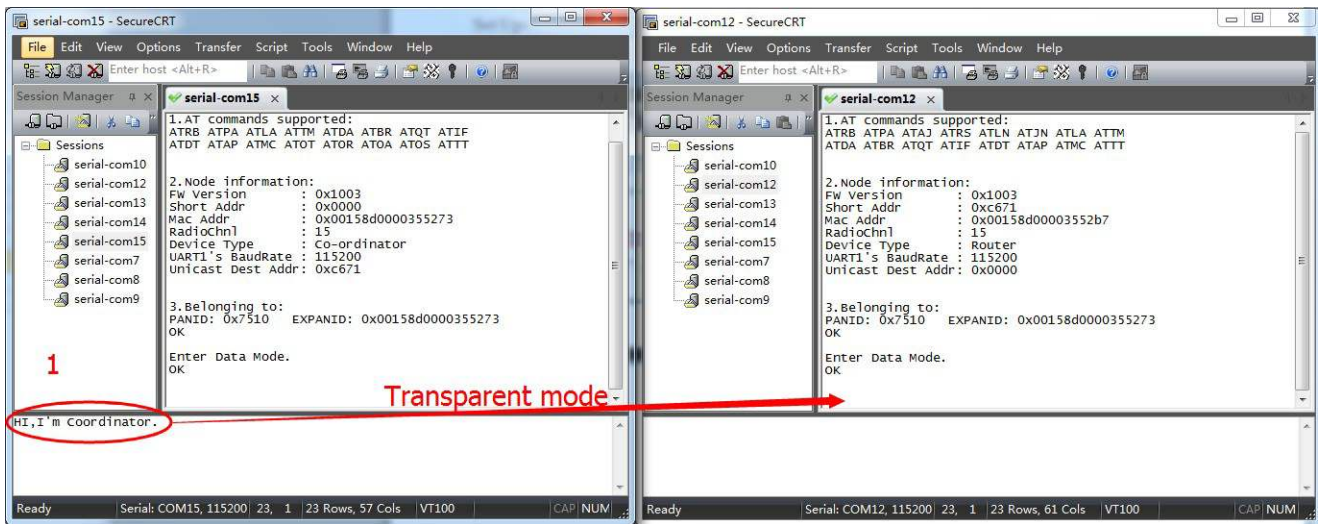 serial-com15 - SecureCRT
File Edit View Options Transfer Script Tools Window Help
Enter host <Alt+R>
Session Manager
serial-com15
Sessions
serial-com10
serial-com12
serial-com13
serial-com14
serial-com15
serial-com7
serial-com8
serial-com9
1.AT commands supported:
ATRB ATPA ATLA ATTM ATDA ATBR ATQT ATIF
ATDT ATAP ATMC ATOT ATOR ATOA ATOS ATTT
2.Node information:
FW Version : 0x1003
Short Addr : 0x0000
Mac Addr : 0x00158d0000355273
RadioChnl : 15
Device Type : Co-ordinator
UART1's BaudRate : 115200
Unicast Dest Addr: 0xc671
3.Belonging to:
PANID: 0x7510 EXPANID: 0x00158d0000355273
OK
Enter Data Mode.
OK
1
Transparent mode
HI,I'm Coordinator.
Ready Serial: COM15, 115200 23, 1 23 Rows, 57 Cols VT100 CAP NUM
serial-com12 - SecureCRT
File Edit View Options Transfer Script Tools Window Help
Enter host <Alt+R>
Session Manager
serial-com12
Sessions
serial-com10
serial-com12
serial-com13
serial-com14
serial-com15
serial-com7
serial-com8
serial-com9
1.AT commands supported:
ATRB ATPA ATAJ ATRS ATLN ATJN ATLA ATTM
ATDA ATBR ATQT ATIF ATDT ATAP ATMC ATTT
2.Node information:
FW Version : 0x1003
Short Addr : 0xc671
Mac Addr : 0x00158d00003552b7
RadioChnl : 15
Device Type : Router
UART1's BaudRate : 115200
Unicast Dest Addr: 0x0000
3.Belonging to:
PANID: 0x7510 EXPANID: 0x00158d0000355273
OK
Enter Data Mode.
OK
Ready Serial: COM12, 115200 23, 1 23 Rows, 61 Cols VT100 CAP NUM